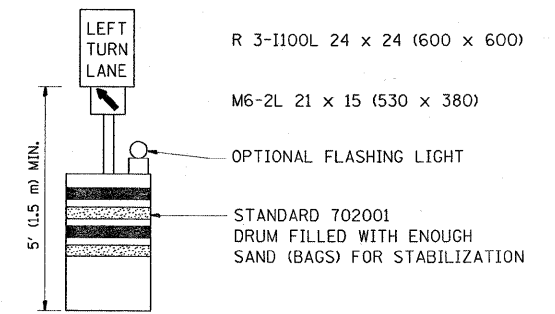 LEFT
TURN
LANE
R 3-I100L 24 x 24 (600 x 600)
M6-2L 21 x 15 (530 x 380)
OPTIONAL FLASHING LIGHT
5' (1.5 m) MIN.
STANDARD 702001
DRUM FILLED WITH ENOUGH
SAND (BAGS) FOR STABILIZATION